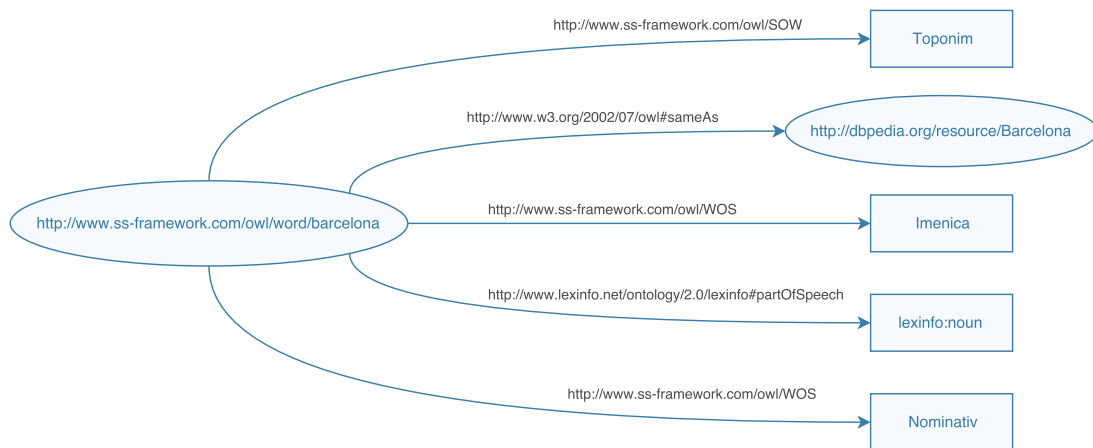 http://www.ss-framework.com/owl/SOW
Toponim
http://www.w3.org/2002/07/owl#sameAs
http://dbpedia.org/resource/Barcelona
http://www.ss-framework.com/owl/word/barcelona
http://www.ss-framework.com/owl/WOS
Imenica
http://www.lexinfo.net/ontology/2.0/lexinfo#partOfSpeech
lexinfo:noun
http://www.ss-framework.com/owl/WOS
Nominativ